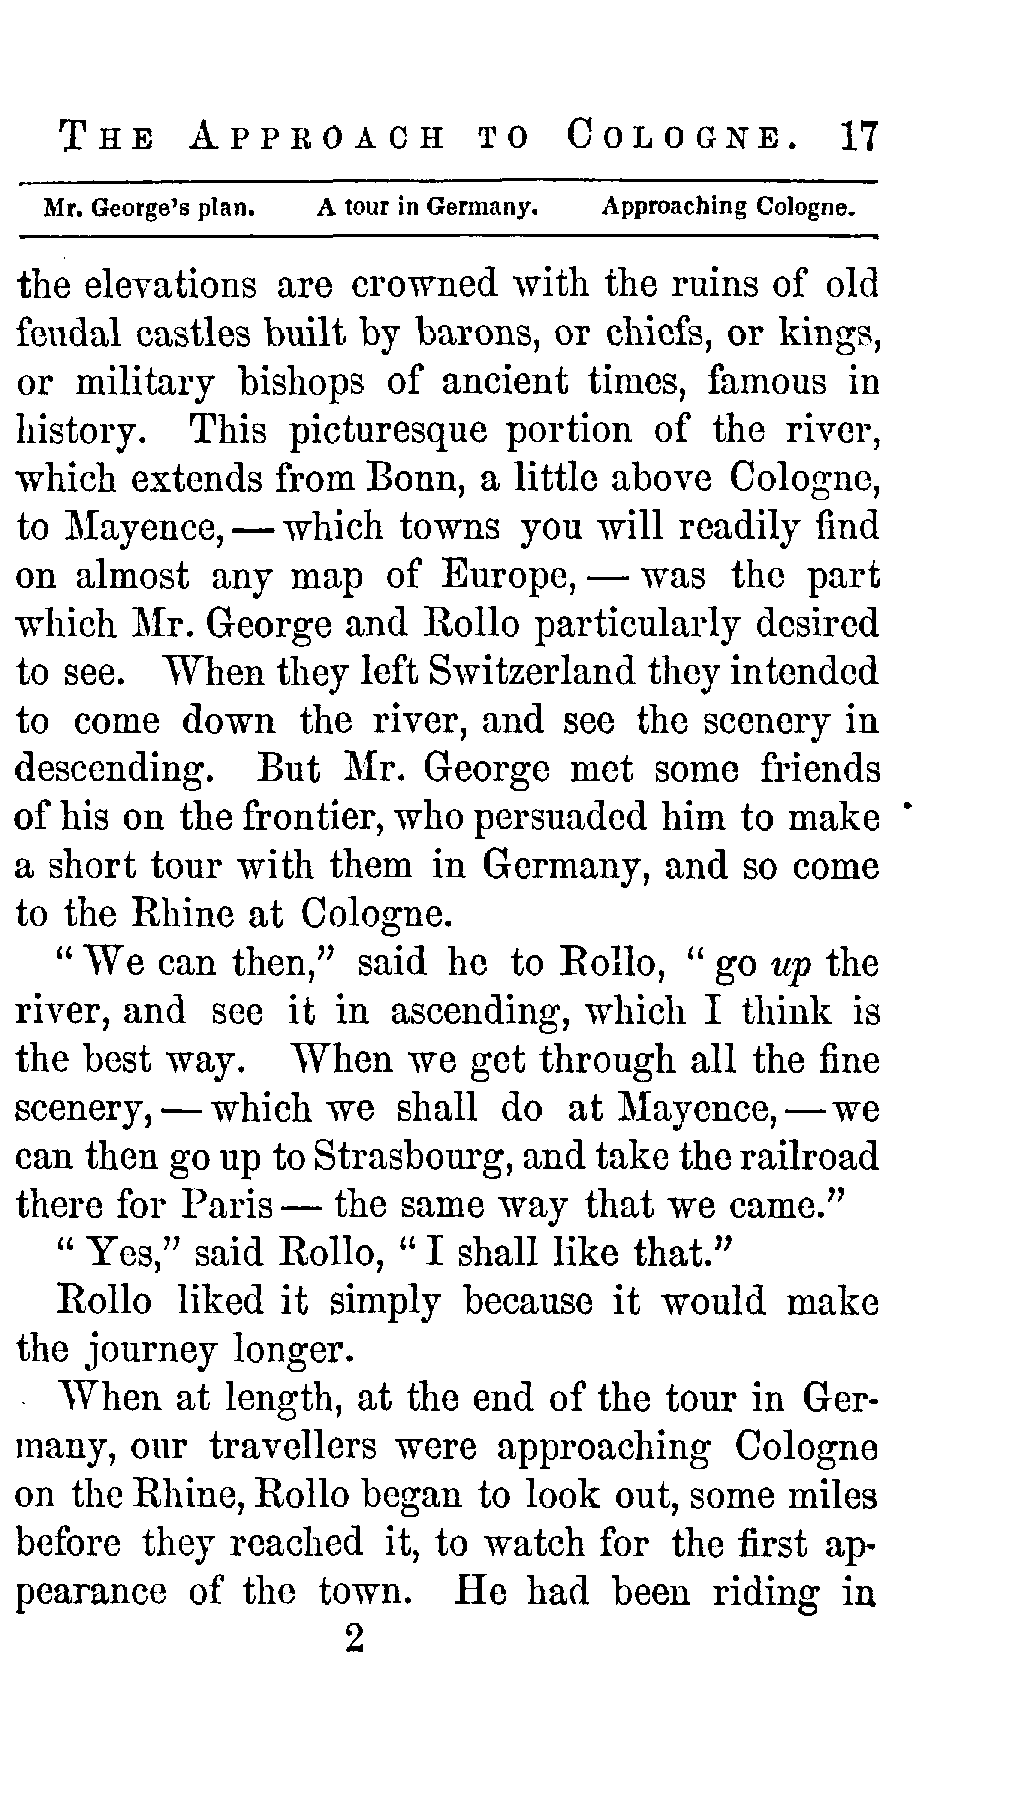 THE APPROACH TO COLOGNE. 17
Mr. George's plan. A tour in Germany. Approaching Cologne.
the elevations are crowned with the ruins of old
feudal castles built by barons, or chiefs, or kings,
or military bishops of ancient times, famous in
history. This picturesque portion of the river,
which extends from Bonn, a little above Cologne,
to Mayence, — which towns you will readily find
on almost any map of Europe, — was the part
which Mr. George and Rollo particularly desired
to see. When they left Switzerland they intended
to come down the river, and see the scenery in
descending. But Mr. George met some friends
of his on the frontier, who persuaded him to make
a short tour with them in Germany, and so come
to the Rhine at Cologne.
"We can then," said he to Rollo, "go up the
river, and see it in ascending, which I think is
the best way. When we get through all the fine
scenery, — which we shall do at Mayence, — we
can then go up to Strasbourg, and take the railroad
there for Paris — the same way that we came."
"Yes," said Rollo, "I shall like that."
Rollo liked it simply because it would make
the journey longer.
When at length, at the end of the tour in Ger-
many, our travellers were approaching Cologne
on the Rhine, Rollo began to look out, some miles
before they reached it, to watch for the first ap-
pearance of the town. He had been riding in
2